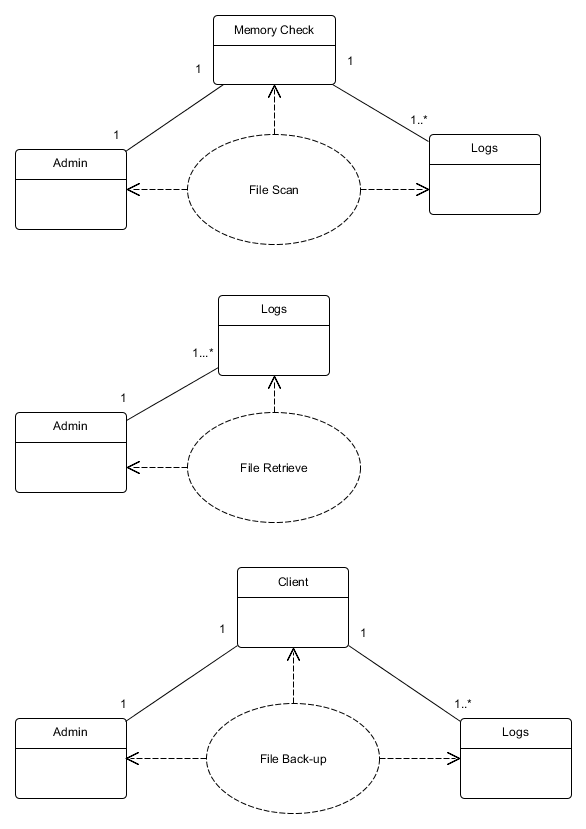 Memory Check
1
1
1
1..*
Admin
Logs
File Scan
Logs
1...*
1
Admin
File Retrieve
Client
1
1
1
1..*
Admin
Logs
File Back-up